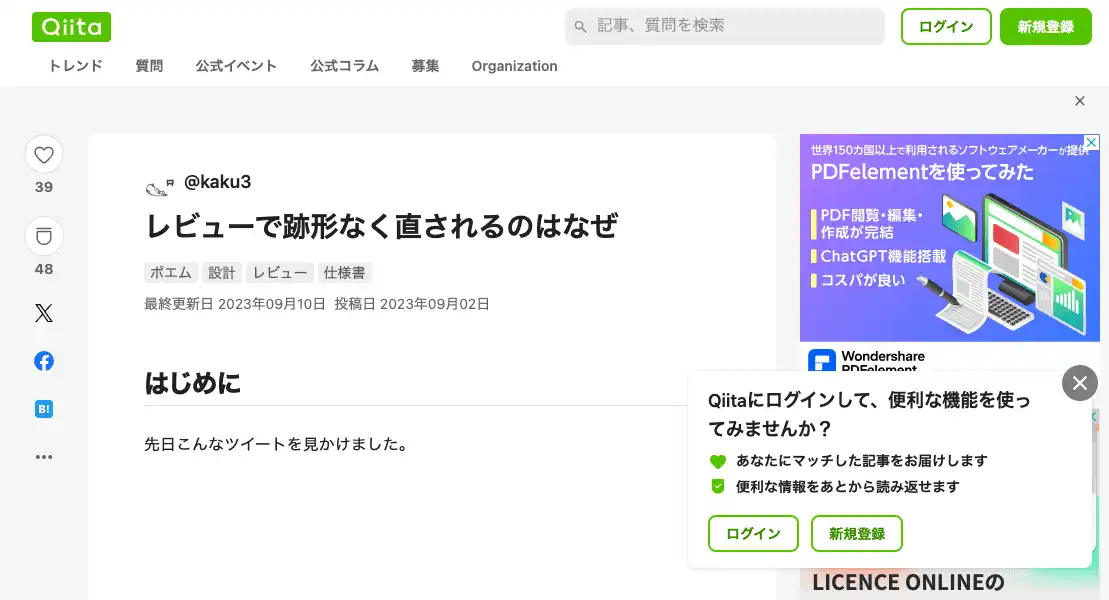 Qiita
記事、質問を検索
ログイン
新規登録
トレンド 質問 公式イベント 公式コラム 募集 Organization
39
48
B!
@kaku3
レビューで跡形なく直されるのはなぜ
ポエム 設計 レビュー 仕様書
最終更新日 2023年09月10日 投稿日 2023年09月02日
はじめに
先日こんなツイートを見かけました。
世界150カ国以上で利用されるソフトウェアメーカーが提供
PDFelementを使ってみた
PDF閲覧・編集・
作成が完結
ChatGPT機能搭載
コスパが良い
Wondershare
PDFelement
Qiitaにログインして、便利な機能を使っ
てみませんか？
あなたにマッチした記事をお届けします
便利な情報をあとから読み返せます
ログイン
新規登録
LICENCE ONLINEの